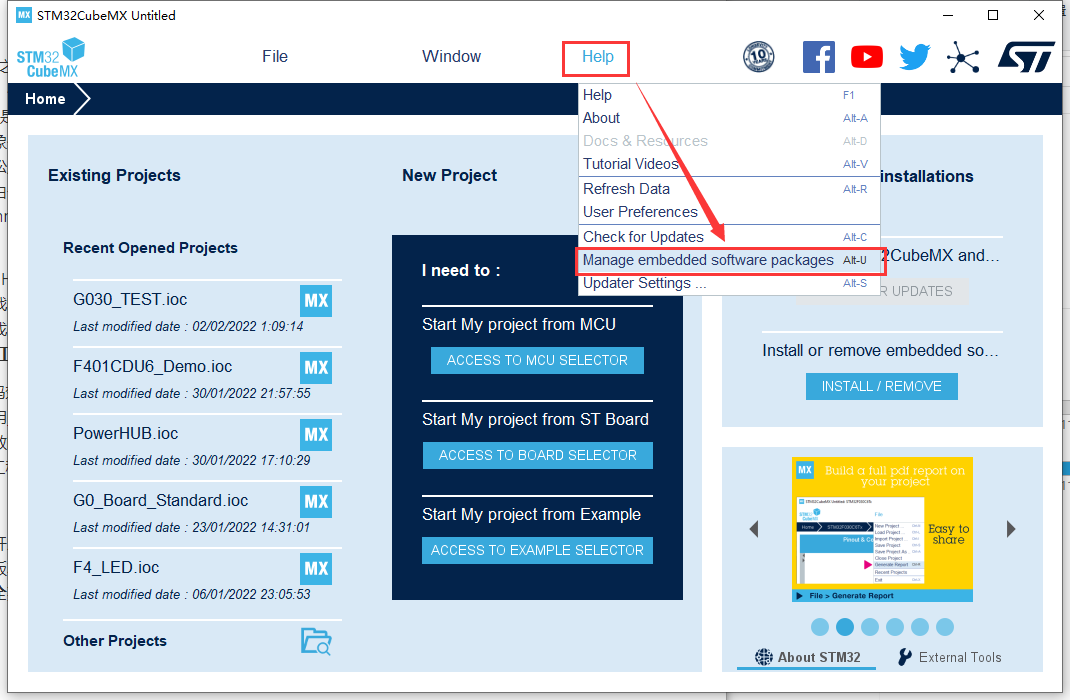 MX STM32CubeMX Untitled
STM32
CubeMX
File
Window
Help
10
Home
Help F1
About Alt-A
Docs & Resources Alt-D
Tutorial Videos Alt-V
Refresh Data Alt-R
User Preferences
Check for Updates Alt-C
Manage embedded software packages Alt-U
Updater Settings ... Alt-S
Existing Projects
Recent Opened Projects
G030_TEST.ioc
MX
Last modified date : 02/02/2022 1:09:14
F401CDU6_Demo.ioc
MX
Last modified date : 30/01/2022 21:57:55
PowerHUB.ioc
MX
Last modified date : 30/01/2022 17:10:29
G0_Board_Standard.ioc
MX
Last modified date : 23/01/2022 14:31:01
F4_LED.ioc
MX
Last modified date : 06/01/2022 23:05:53
Other Projects
New Project
I need to :
Start My project from MCU
ACCESS TO MCU SELECTOR
Start My project from ST Board
ACCESS TO BOARD SELECTOR
Start My project from Example
ACCESS TO EXAMPLE SELECTOR
installations
2CubeMX and...
R UPDATES
Install or remove embedded so...
INSTALL / REMOVE
MX
Build a full pdf report on
your project
Easy to
share
File > Generate Report
About STM32
External Tools